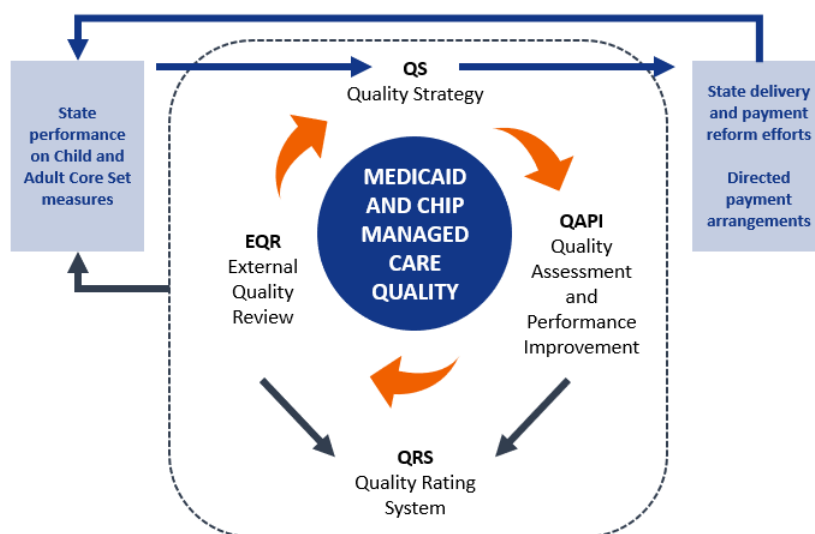 QS
Quality Strategy
State
performance
on Child and
Adult Core Set
measures
State delivery
and payment
reform efforts
Directed
payment
arrangements
MEDICAID
AND CHIP
MANAGED
CARE
QUALITY
EQR
External
Quality
Review
QAPI
Quality
Assessment
and
Performance
Improvement
QRS
Quality Rating
System